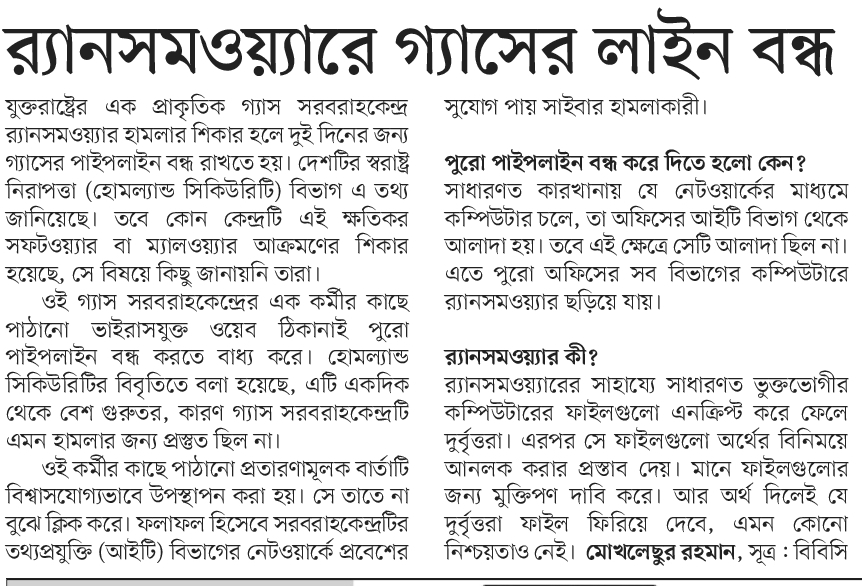 র‍্যানসমওয়্যারে গ্যাসের লাইন বন্ধ
যুক্তরাষ্ট্রের এক প্রাকৃতিক গ্যাস সরবরাহকেন্দ্র
র‍্যানসমওয়্যার হামলার শিকার হলে দুই দিনের জন্য
গ্যাসের পাইপলাইন বন্ধ রাখতে হয়। দেশটির স্বরাষ্ট্র
নিরাপত্তা (হোমল্যান্ড সিকিউরিটি) বিভাগ এ তথ্য
জানিয়েছে। তবে কোন কেন্দ্রটি এই ক্ষতিকর
সফটওয়্যার বা ম্যালওয়্যার আক্রমণের শিকার
হয়েছে, সে বিষয়ে কিছু জানায়নি তারা।
ওই গ্যাস সরবরাহকেন্দ্রের এক কর্মীর কাছে
পাঠানো ভাইরাসযুক্ত ওয়েব ঠিকানাই পুরো
পাইপলাইন বন্ধ করতে বাধ্য করে। হোমল্যান্ড
সিকিউরিটির বিবৃতিতে বলা হয়েছে, এটি একদিক
থেকে বেশ গুরুতর, কারণ গ্যাস সরবরাহকেন্দ্রটি
এমন হামলার জন্য প্রস্তুত ছিল না।
ওই কর্মীর কাছে পাঠানো প্রতারণামূলক বার্তাটি
বিশ্বাসযোগ্যভাবে উপস্থাপন করা হয়। সে তাতে না
বুঝে ক্লিক করে। ফলাফল হিসেবে সরবরাহকেন্দ্রটির
তথ্যপ্রযুক্তি (আইটি) বিভাগের নেটওয়ার্কে প্রবেশের
সুযোগ পায় সাইবার হামলাকারী।
পুরো পাইপলাইন বন্ধ করে দিতে হলো কেন?
সাধারণত কারখানায় যে নেটওয়ার্কের মাধ্যমে
কম্পিউটার চলে, তা অফিসের আইটি বিভাগ থেকে
আলাদা হয়। তবে এই ক্ষেত্রে সেটি আলাদা ছিল না।
এতে পুরো অফিসের সব বিভাগের কম্পিউটারে
র‍্যানসমওয়্যার ছড়িয়ে যায়।
র‍্যানসমওয়্যার কী?
র‍্যানসমওয়্যারের সাহায্যে সাধারণত ভুক্তভোগীর
কম্পিউটারের ফাইলগুলো এনক্রিপ্ট করে ফেলে
দুর্বৃত্তরা। এরপর সে ফাইলগুলো অর্থের বিনিময়ে
আনলক করার প্রস্তাব দেয়। মানে ফাইলগুলোর
জন্য মুক্তিপণ দাবি করে। আর অর্থ দিলেই যে
দুর্বৃত্তরা ফাইল ফিরিয়ে দেবে, এমন কোনো
নিশ্চয়তাও নেই। মোখলেছুর রহমান, সূত্র : বিবিসি